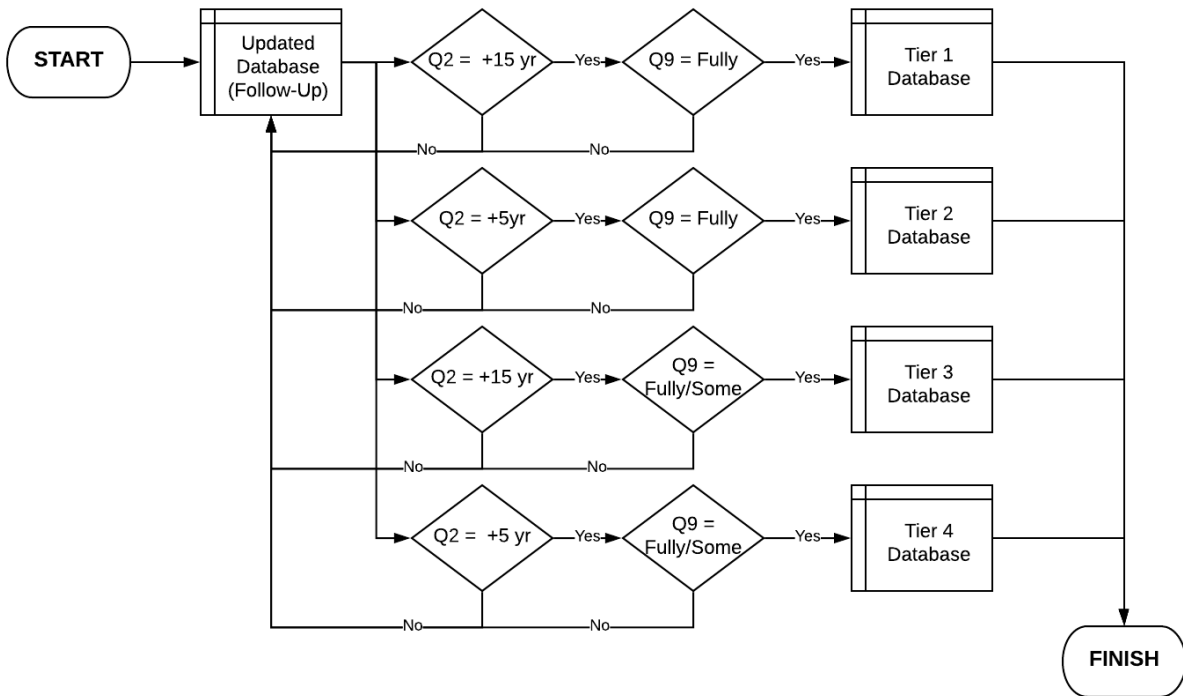 START
Updated
Database
(Follow-Up)
Q2 = +15 yr
Yes
Q9 = Fully
Yes
Tier 1
Database
No
No
Q2 = +5yr
Yes
Q9 = Fully
Yes
Tier 2
Database
No
No
Q2 = +15 yr
Yes
Q9 =
Fully/Some
Yes
Tier 3
Database
No
No
Q2 = +5 yr
Yes
Q9 =
Fully/Some
Yes
Tier 4
Database
No
No
FINISH